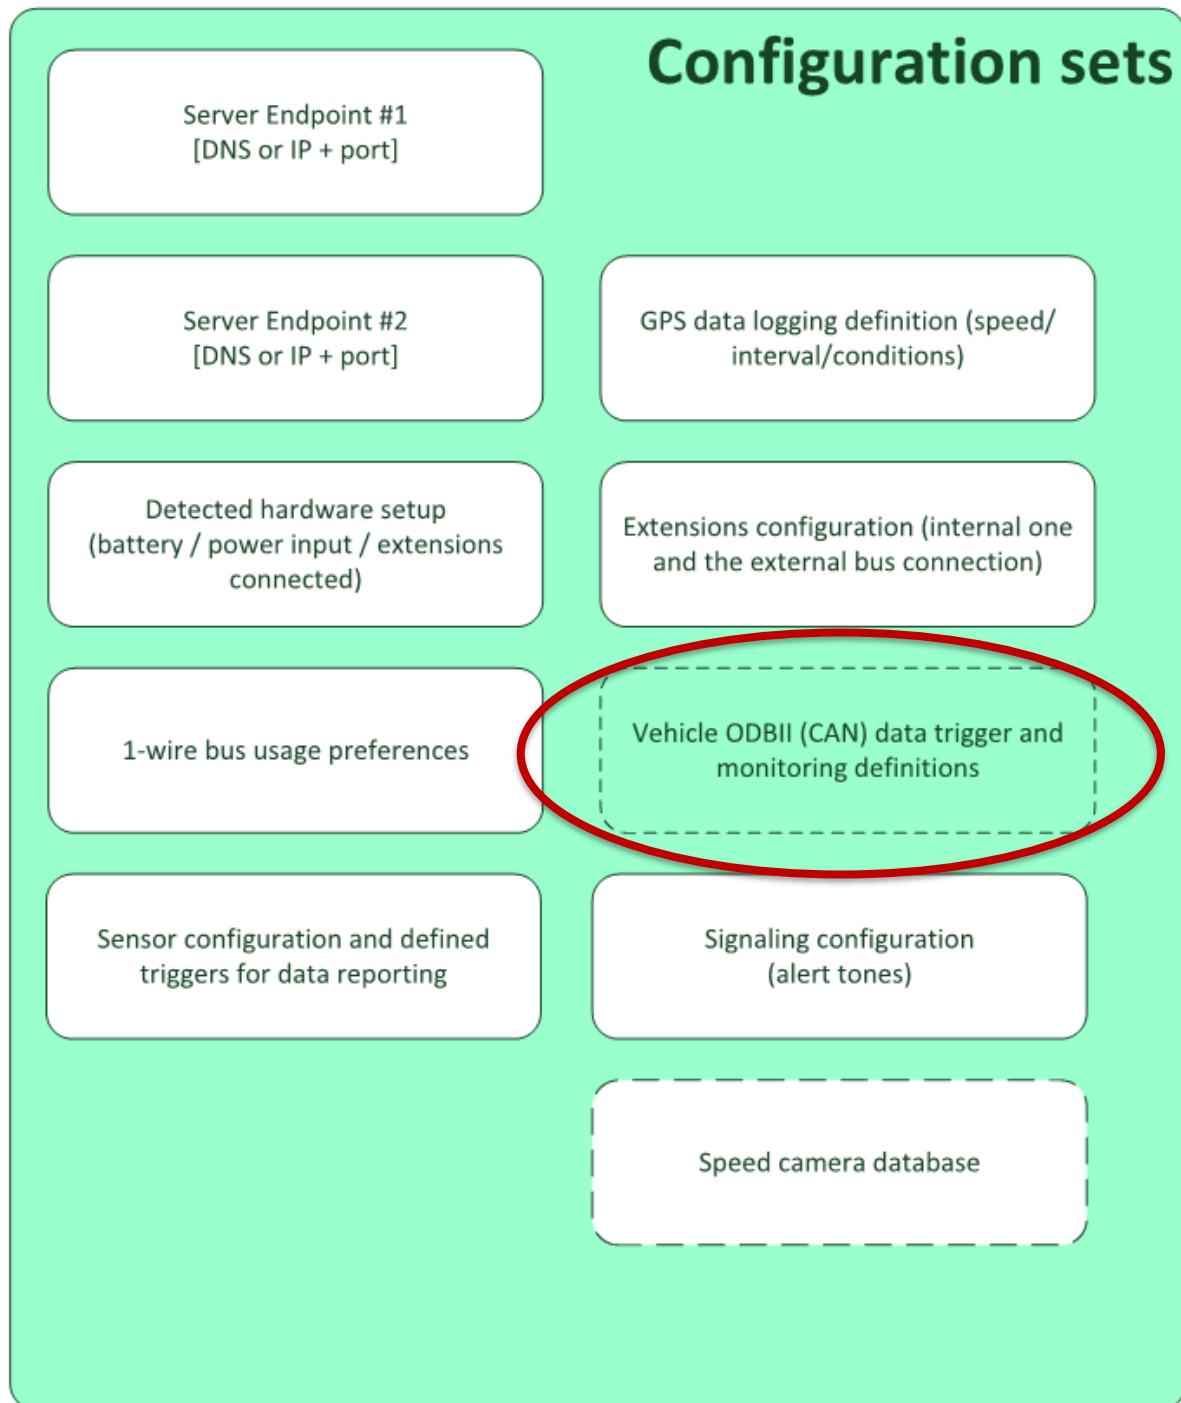 Configuration sets
Server Endpoint #1
[DNS or IP + port]
Server Endpoint #2
[DNS or IP + port]
GPS data logging definition (speed/
interval/conditions)
Detected hardware setup
(battery / power input / extensions
connected)
Extensions configuration (internal one
and the external bus connection)
1-wire bus usage preferences
Vehicle ODBII (CAN) data trigger and
monitoring definitions
Sensor configuration and defined
triggers for data reporting
Signaling configuration
(alert tones)
Speed camera database